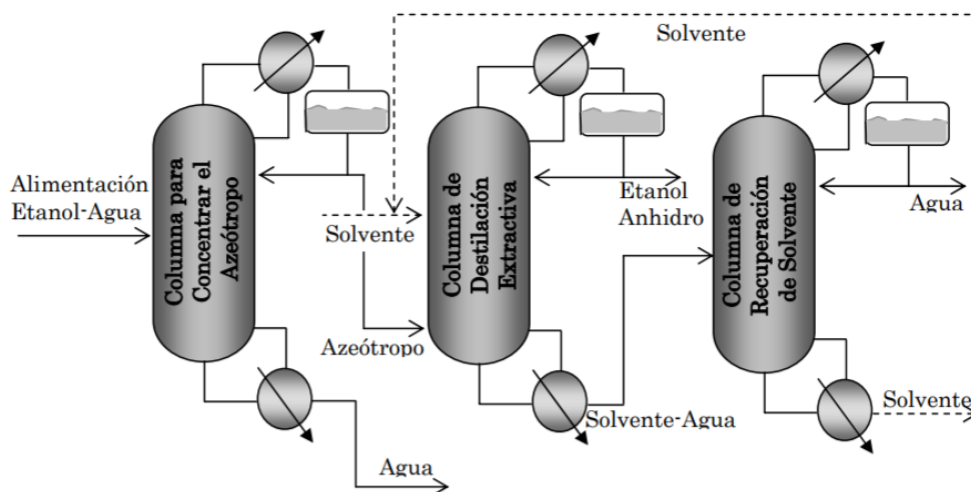 Solvente
Alimentación
Etanol-Agua
Columna para
Concentrar el
Azeótropo
Solvente
Azeótropo
Agua
Columna de
Destilación
Extractiva
Etanol
Anhidro
Solvente-Agua
Columna de
Recuperación
de Solvente
Agua
Solvente